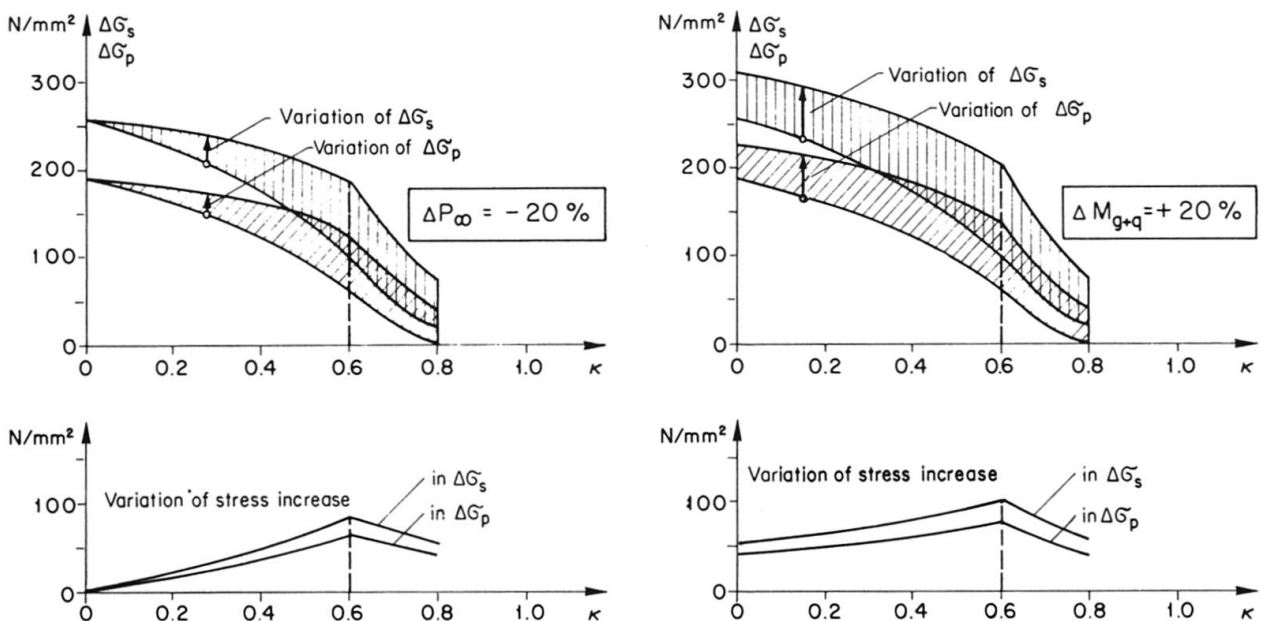 N/mm²
ΔσS
Δσp
300
200
100
0
Variation of Δσs
Variation of Δσp
ΔP∞ = - 20 %
0 0.2 0.4 0.6 0.8 1.0 κ
N/mm²
Δσs
Δσp
300
200
100
0
Variation of Δσs
Variation of Δσp
Δ Mg+q = + 20 %
0 0.2 0.4 0.6 0.8 1.0 κ
N/mm²
100
0
Variation of stress increase
in Δσs
in Δσp
0 0.2 0.4 0.6 0.8 1.0 κ
N/mm²
100
0
Variation of stress increase
in Δσs
in Δσp
0 0.2 0.4 0.6 0.8 1.0 κ